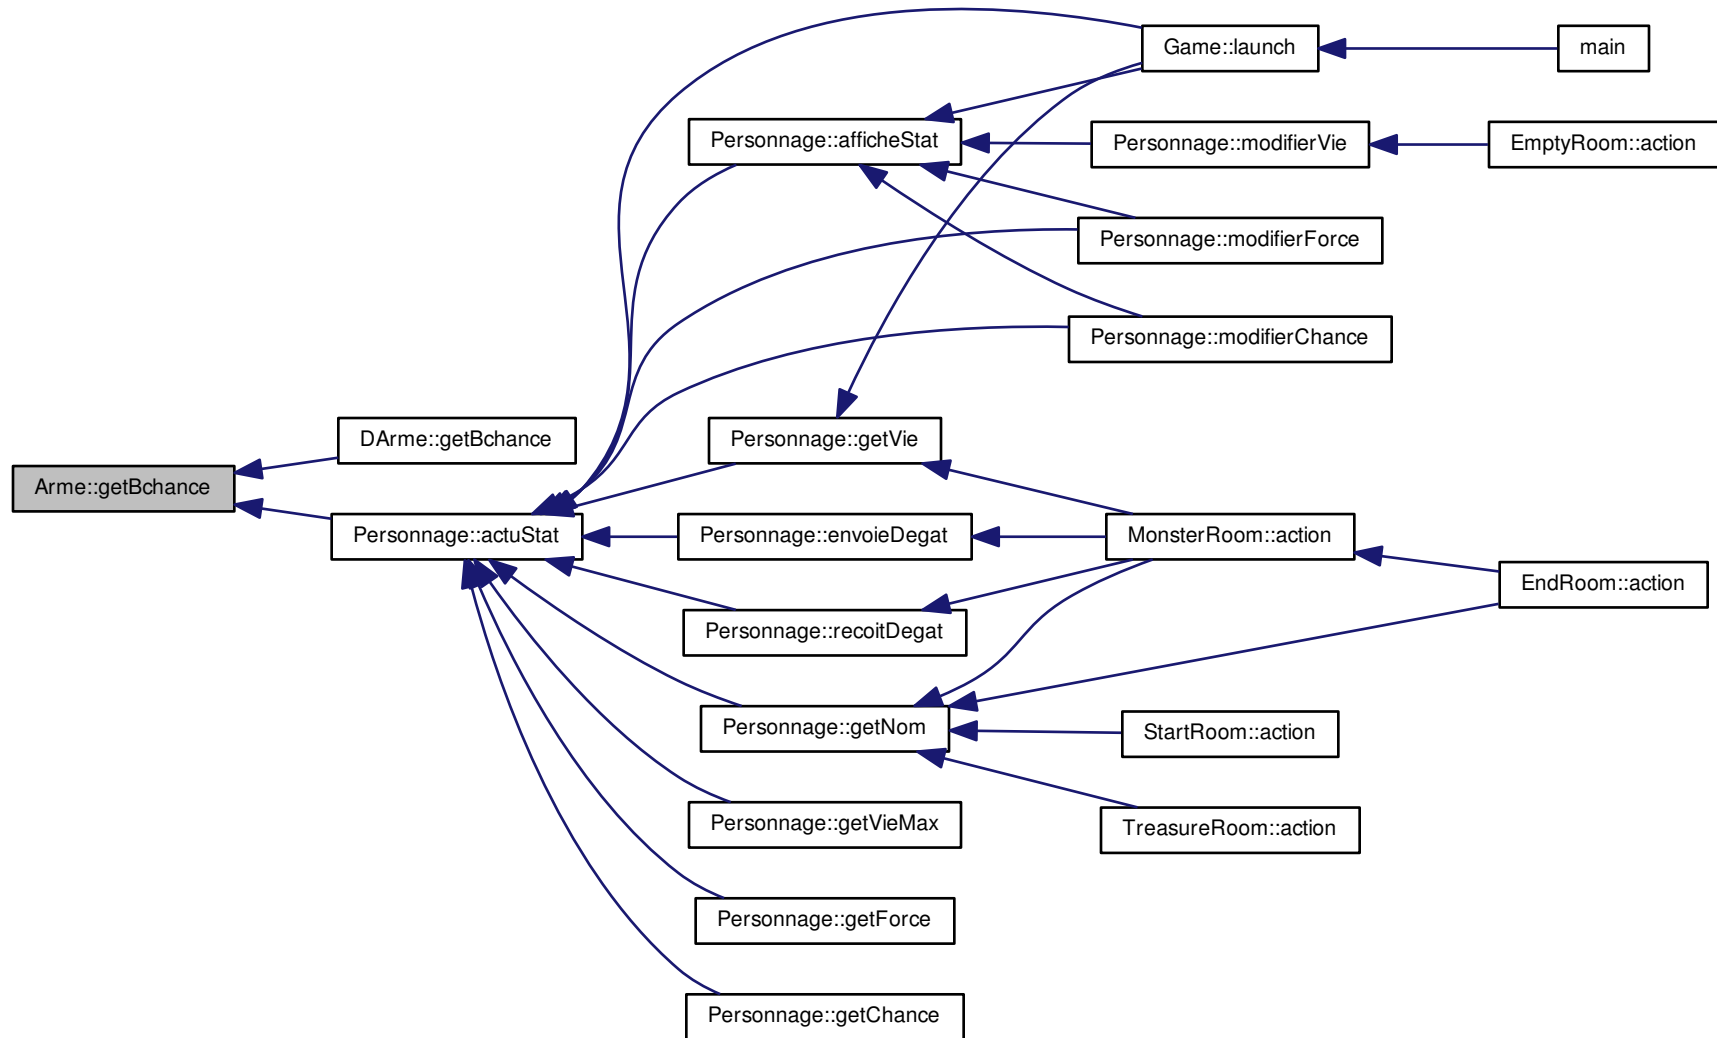 Game::launch
main
Personnage::afficheStat
Personnage::modifierVie
EmptyRoom::action
Personnage::modifierForce
Personnage::modifierChance
DArme::getBchance
Personnage::getVie
Arme::getBchance
Personnage::actuStat
Personnage::envoieDegat
MonsterRoom::action
EndRoom::action
Personnage::recoitDegat
Personnage::getNom
StartRoom::action
Personnage::getVieMax
TreasureRoom::action
Personnage::getForce
Personnage::getChance